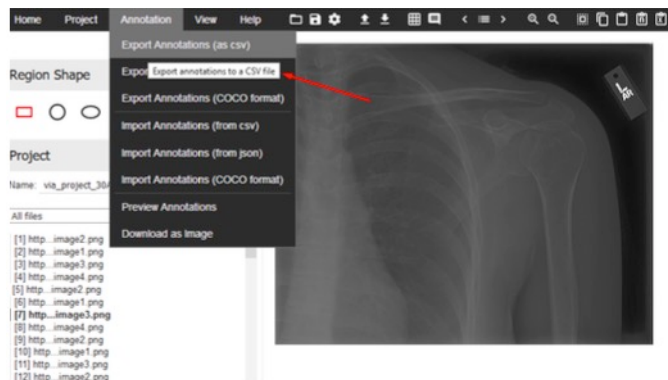 Home Project Annotation View Help
Export Annotations (as csv)
Region Shape
Expor
Export annotations to a CSV file
Export Annotations (COCO format)
Import Annotations (from csv)
Project
Import Annotations (from json)
Name: via_project_30A
Import Annotations (COCO format)
All files
Preview Annotations
Download as Image
[1] http...image2.png
[2] http...image1.png
[3] http...image3.png
[4] http...image4.png
[5] http...image2.png
[6] http...image1.png
[7] http...image3.png
[8] http...image4.png
[9] http...image2.png
[10] http...image1.png
[11] http...image3.png
[12] http...image2.png